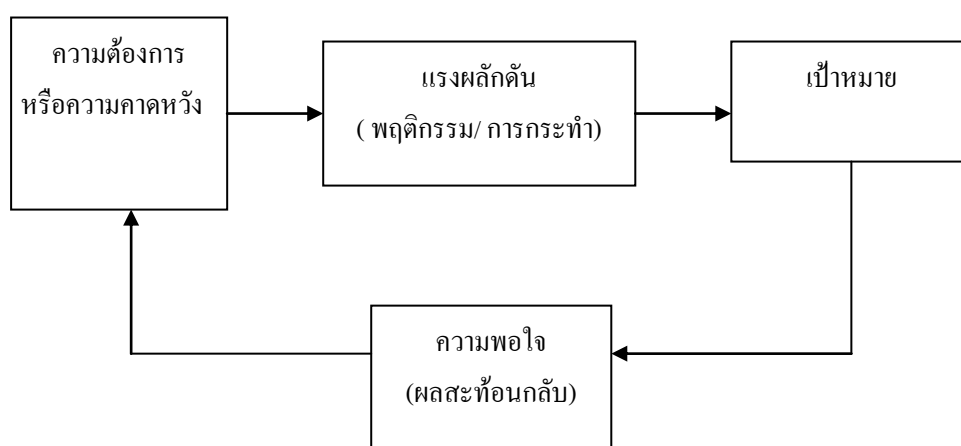 ความต้องการ
หรือความคาดหวัง
แรงผลักดัน
( พฤติกรรม/ การกระทำ)
เป้าหมาย
ความพอใจ
(ผลสะท้อนกลับ)